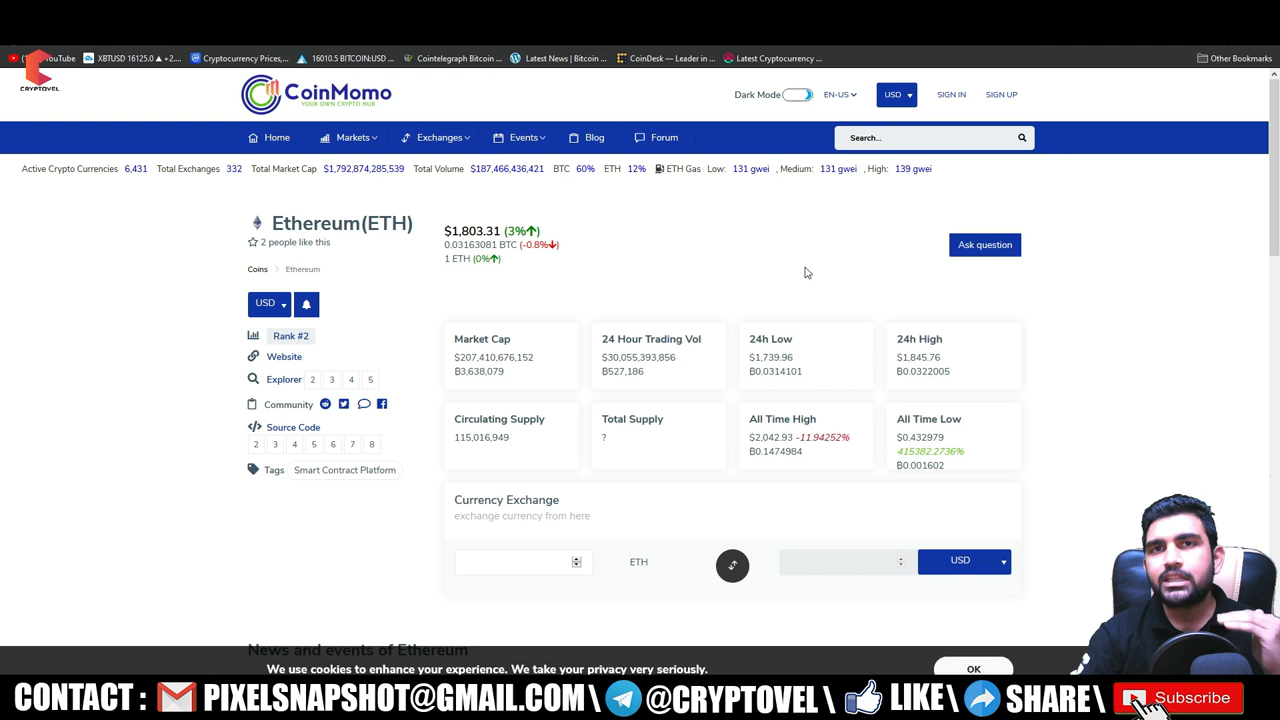 YouTube
XBTUSD 16125.0 ▲ +2....
Cryptocurrency Prices,...
16010.5 BITCOIN:USD ...
Cointelegraph Bitcoin ...
Latest News | Bitcoin ...
CoinDesk — Leader in ...
Latest Cryptocurrency ...
Other Bookmarks
CRYPTOVEL
CoinMomo
YOUR OWN CRYPTO HUB
Dark Mode
EN-US
USD
SIGN IN
SIGN UP
Home
Markets
Exchanges
Events
Blog
Forum
Search...
Active Crypto Currencies 6,431 Total Exchanges 332 Total Market Cap $1,792,874,285,539 Total Volume $187,466,436,421 BTC 60% ETH 12% ETH Gas Low: 131 gwei , Medium: 131 gwei , High: 139 gwei
Ethereum(ETH)
2 people like this
Coins > Ethereum
$1,803.31 (3%↑)
0.03163081 BTC (-0.8%↓)
1 ETH (0%↑)
Ask question
USD
Rank #2
Website
Explorer 2 3 4 5
Community
Source Code
2 3 4 5 6 7 8
Tags Smart Contract Platform
Market Cap
$207,410,676,152
₿3,638,079
24 Hour Trading Vol
$30,055,393,856
₿527,186
24h Low
$1,739.96
₿0.0314101
24h High
$1,845.76
₿0.0322005
Circulating Supply
115,016,949
Total Supply
?
All Time High
$2,042.93 -11.94252%
₿0.1474984
All Time Low
$0.432979
415382.2736%
₿0.001602
Currency Exchange
exchange currency from here
ETH
USD
News and events of Ethereum
We use cookies to enhance your experience. We take your privacy very seriously.
OK
CONTACT : PIXELSNAPSHOT@GMAIL.COM \ @CRYPTOVEL \ LIKE\ SHARE\ Subscribe